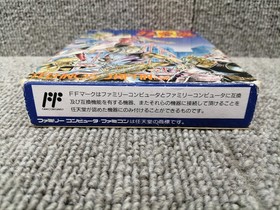 FFマークはファミリーコンピュータとファミリーコンピュータに互換
及び互換機能を有する機器、またそれらの機器に接続して頂けることを
任天堂が認めた機器にのみ付けることができるものです。
ファミリー コンピュータ・ファミコンは任天堂の商標です。